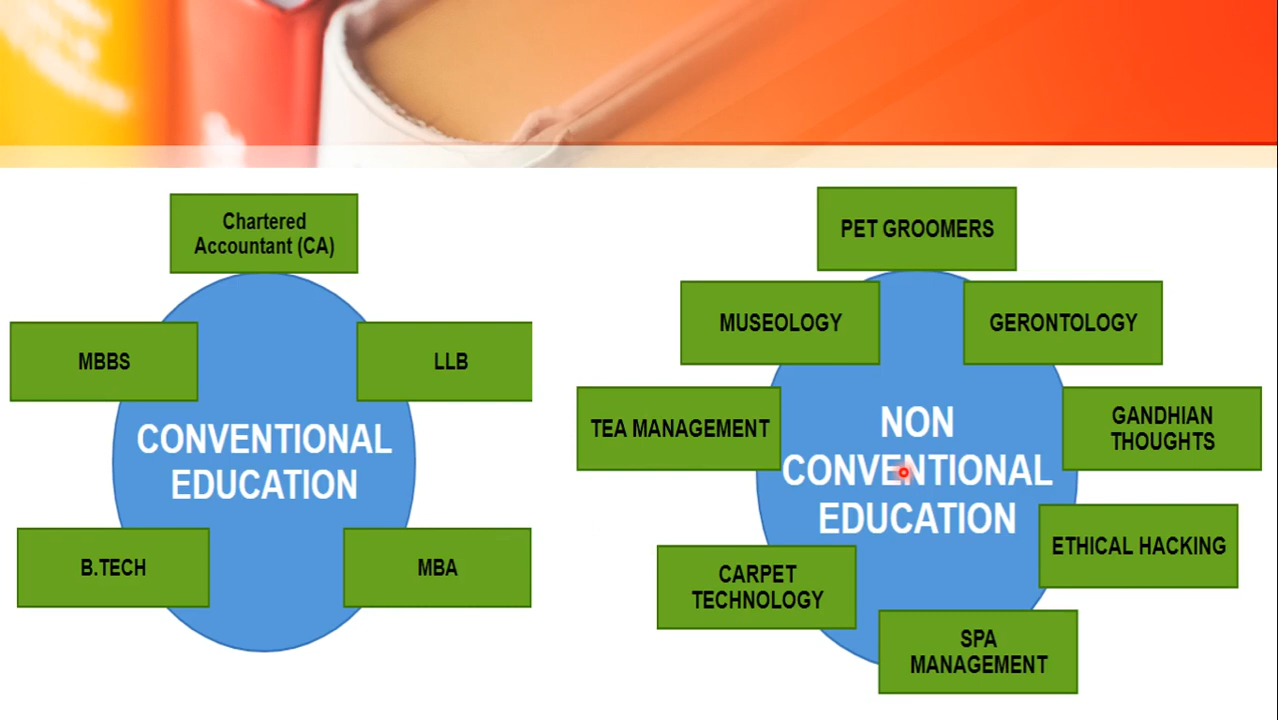 Chartered
Accountant (CA)
MBBS
LLB
CONVENTIONAL
EDUCATION
B.TECH
MBA
PET GROOMERS
MUSEOLOGY
GERONTOLOGY
TEA MANAGEMENT
GANDHIAN
THOUGHTS
NON
CONVENTIONAL
EDUCATION
ETHICAL HACKING
CARPET
TECHNOLOGY
SPA
MANAGEMENT